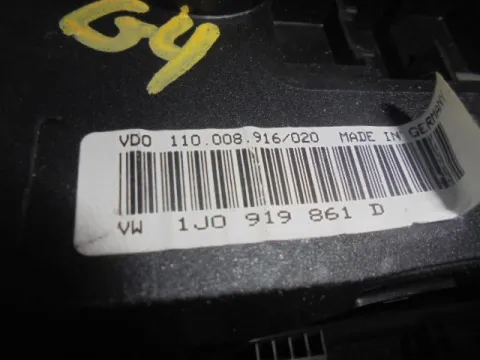 G4
VDO 110.008.916/020 MADE IN GERMANY
VW 1J0 919 861 D